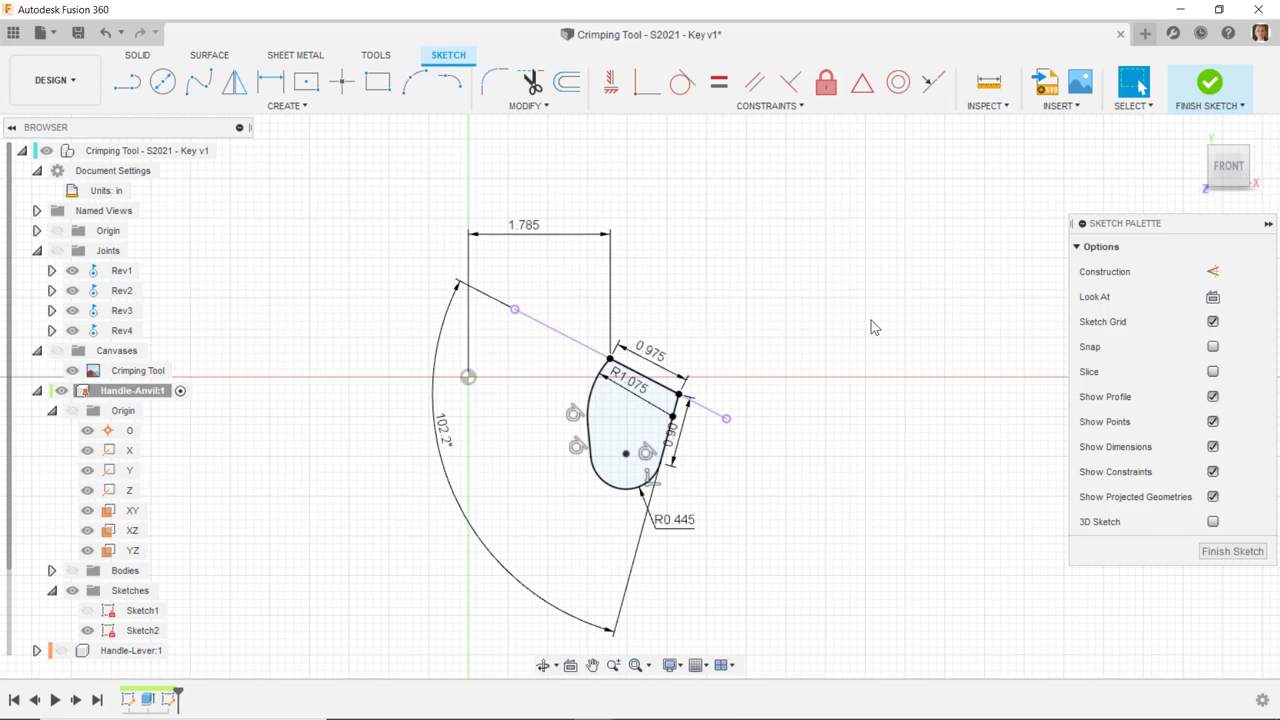 Autodesk Fusion 360
Crimping Tool - S2021 - Key v1*
SOLID SURFACE SHEET METAL TOOLS SKETCH
DESIGN
CREATE MODIFY CONSTRAINTS INSPECT INSERT SELECT FINISH SKETCH
SVG
BROWSER
Crimping Tool - S2021 - Key v1
Document Settings
Units: in
Named Views
Origin
Joints
Rev1
Rev2
Rev3
Rev4
Canvases
Crimping Tool
Handle-Anvil:1
Origin
O
X
Y
Z
XY
XZ
YZ
Bodies
Sketches
Sketch1
Sketch2
Handle-Lever:1
1.785
0.975
R1.075
102.2°
0.90
R0.445
Y
FRONT
Z
X
SKETCH PALETTE
Options
Construction
Look At
Sketch Grid
Snap
Slice
Show Profile
Show Points
Show Dimensions
Show Constraints
Show Projected Geometries
3D Sketch
Finish Sketch